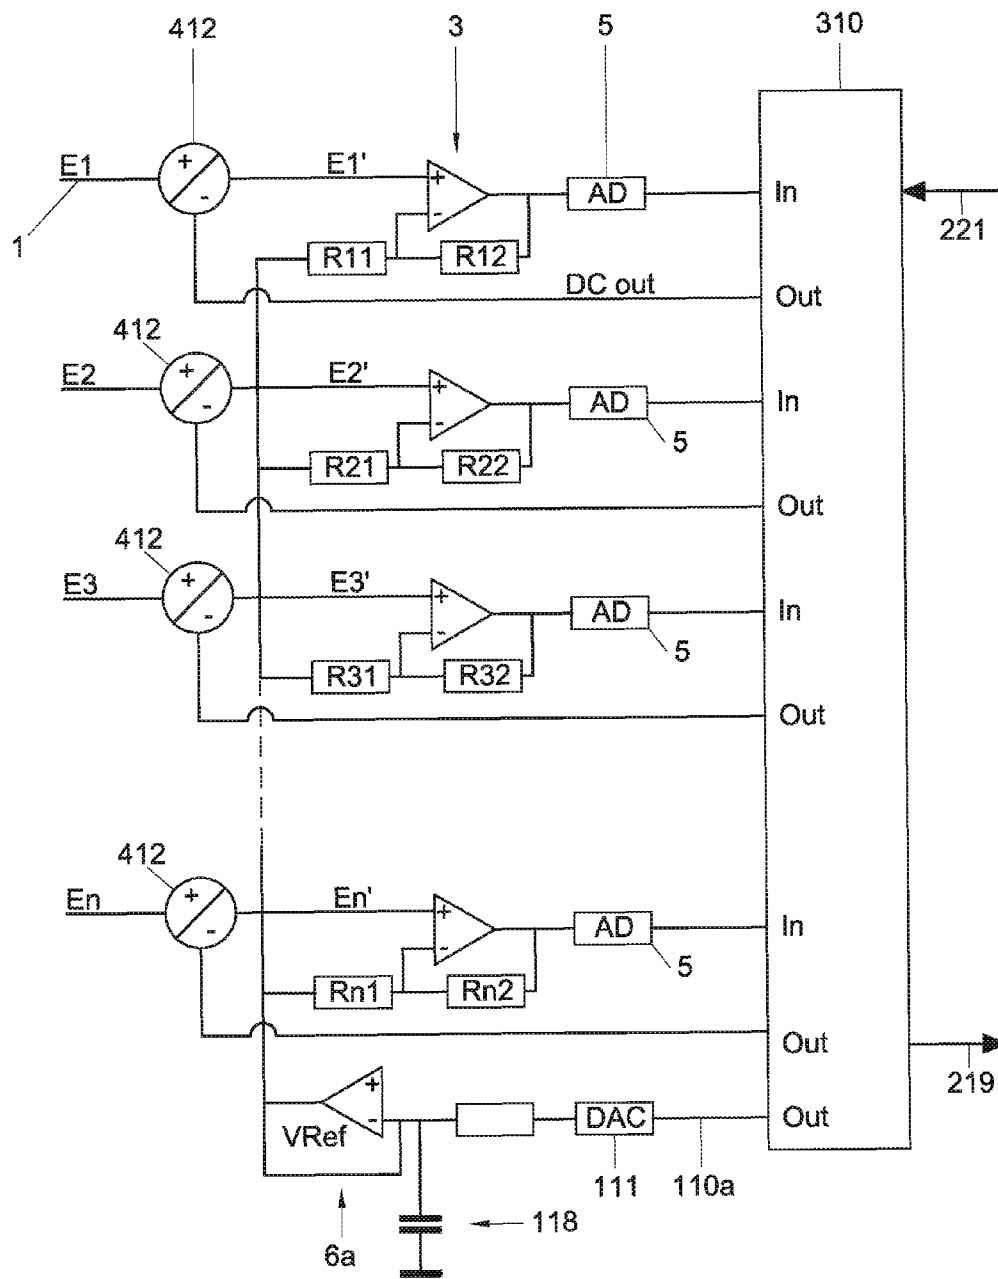 412 3 5 310
E1 + - E1' + - AD In
1 R11 R12 221
DC out Out
412
E2 + - E2' + - AD In
R21 R22 5
Out
412
E3 + - E3' + - AD In
R31 R32 5
Out
412
En + - En' + - AD In
Rn1 Rn2 5
Out
219
+ - VRef DAC Out
111 110a
118
6a